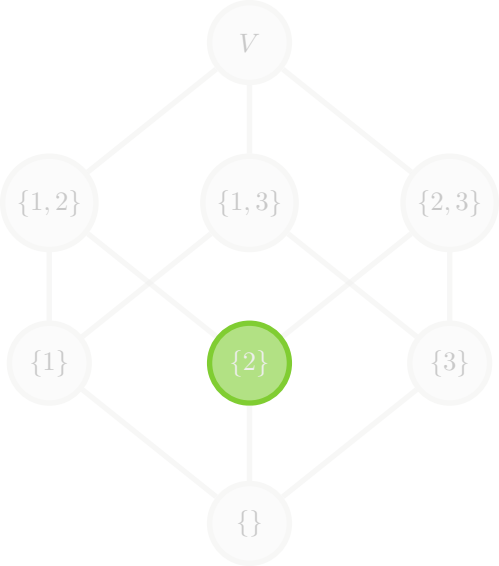 V
{1, 2} {1, 3} {2, 3}
{1} {2} {3}
{}